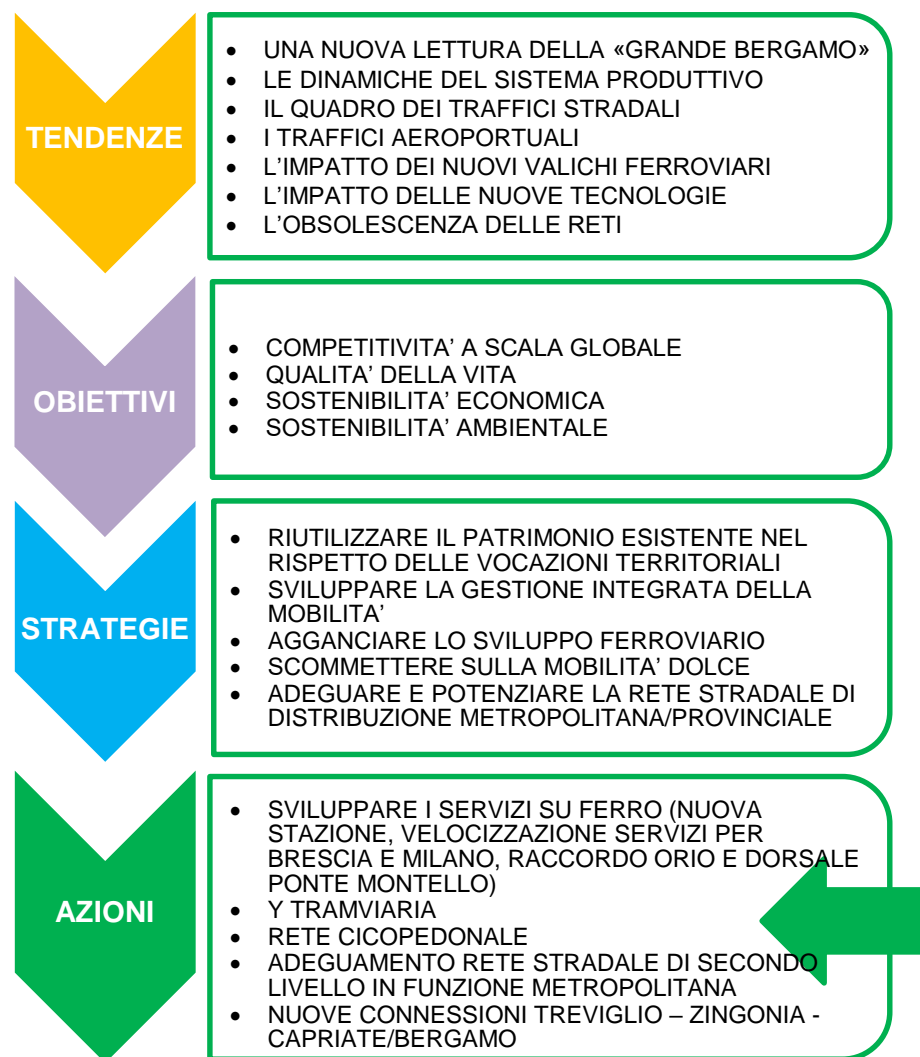 TENDENZE
• UNA NUOVA LETTURA DELLA «GRANDE BERGAMO»
• LE DINAMICHE DEL SISTEMA PRODUTTIVO
• IL QUADRO DEI TRAFFICI STRADALI
• I TRAFFICI AEROPORTUALI
• L'IMPATTO DEI NUOVI VALICHI FERROVIARI
• L'IMPATTO DELLE NUOVE TECNOLOGIE
• L'OBSOLESCENZA DELLE RETI
OBIETTIVI
• COMPETITIVITA' A SCALA GLOBALE
• QUALITA' DELLA VITA
• SOSTENIBILITA' ECONOMICA
• SOSTENIBILITA' AMBIENTALE
STRATEGIE
• RIUTILIZZARE IL PATRIMONIO ESISTENTE NEL
RISPETTO DELLE VOCAZIONI TERRITORIALI
• SVILUPPARE LA GESTIONE INTEGRATA DELLA
MOBILITA'
• AGGANCIARE LO SVILUPPO FERROVIARIO
• SCOMMETTERE SULLA MOBILITA' DOLCE
• ADEGUARE E POTENZIARE LA RETE STRADALE DI
DISTRIBUZIONE METROPOLITANA/PROVINCIALE
AZIONI
• SVILUPPARE I SERVIZI SU FERRO (NUOVA
STAZIONE, VELOCIZZAZIONE SERVIZI PER
BRESCIA E MILANO, RACCORDO ORIO E DORSALE
PONTE MONTELLO)
• Y TRAMVIARIA
• RETE CICOPEDONALE
• ADEGUAMENTO RETE STRADALE DI SECONDO
LIVELLO IN FUNZIONE METROPOLITANA
• NUOVE CONNESSIONI TREVIGLIO – ZINGONIA -
CAPRIATE/BERGAMO